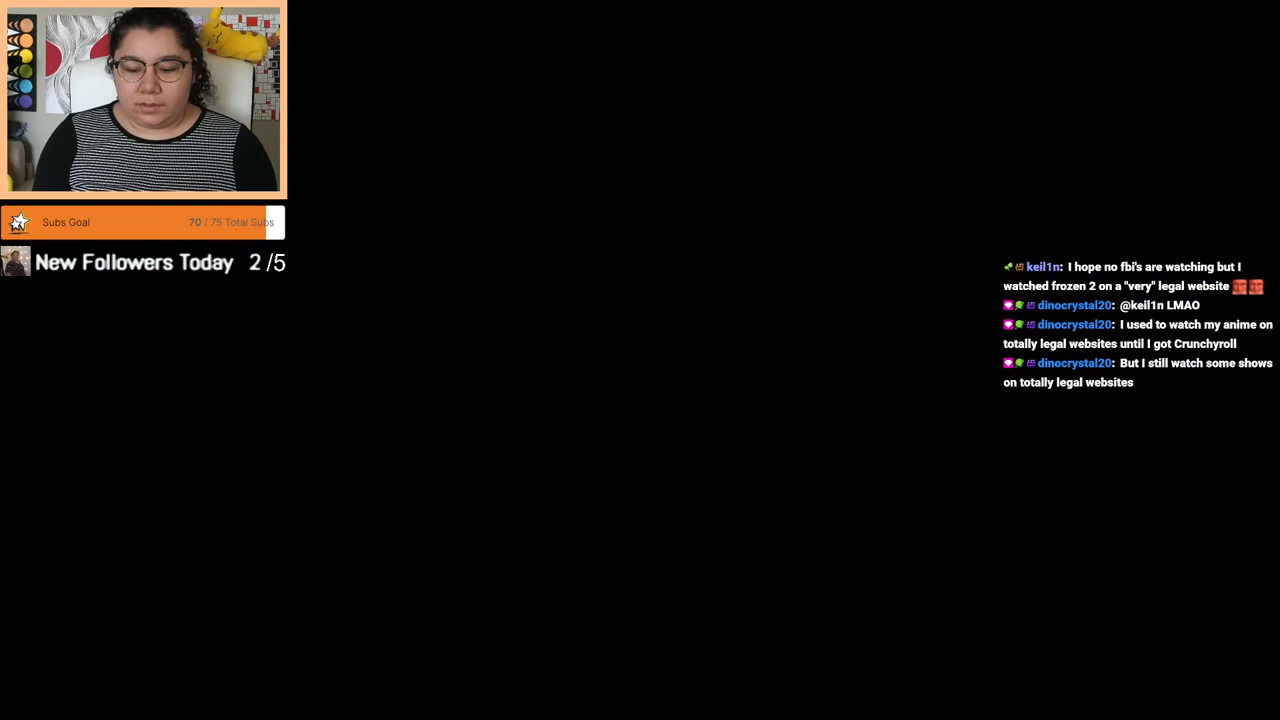 Subs Goal 70 / 75 Total Subs
New Followers Today 2 /5
keil1n: I hope no fbi's are watching but I
watched frozen 2 on a "very" legal website
dinocrystal20: @keil1n LMAO
dinocrystal20: I used to watch my anime on
totally legal websites until I got Crunchyroll
dinocrystal20: But I still watch some shows
on totally legal websites